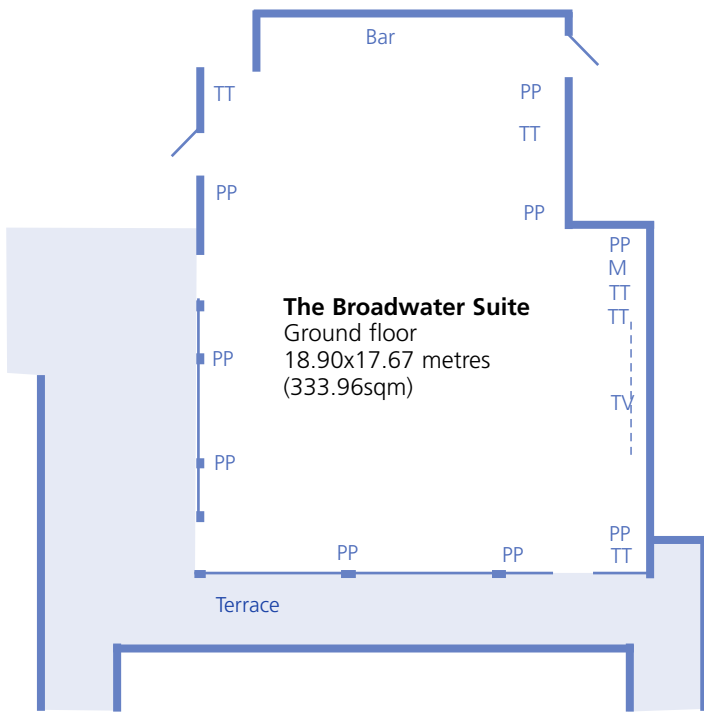 Bar
TT
PP
TT
PP
PP
PP
M
TT
TT
The Broadwater Suite
Ground floor
18.90x17.67 metres
(333.96sqm)
PP
TV
PP
PP
TT
PP
PP
Terrace